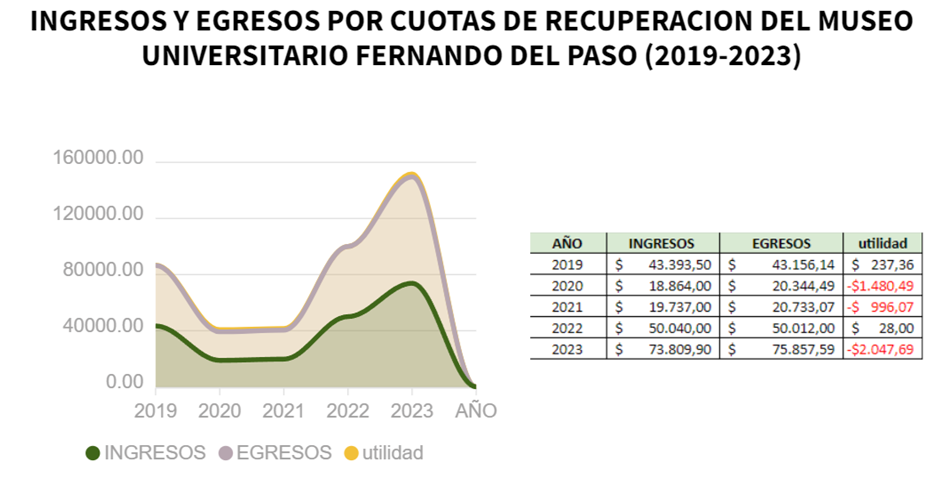 INGRESOS Y EGRESOS POR CUOTAS DE RECUPERACION DEL MUSEO
UNIVERSITARIO FERNANDO DEL PASO (2019-2023)
160000.00
120000.00
80000.00
40000.00
0.00
2019 2020 2021 2022 2023 AÑO
INGRESOS EGRESOS utilidad
AÑO INGRESOS EGRESOS utilidad
2019 $ 43.393,50 $ 43.156,14 $ 237,36
2020 $ 18.864,00 $ 20.344,49 -$1.480,49
2021 $ 19.737,00 $ 20.733,07 -$ 996,07
2022 $ 50.040,00 $ 50.012,00 $ 28,00
2023 $ 73.809,90 $ 75.857,59 -$2.047,69